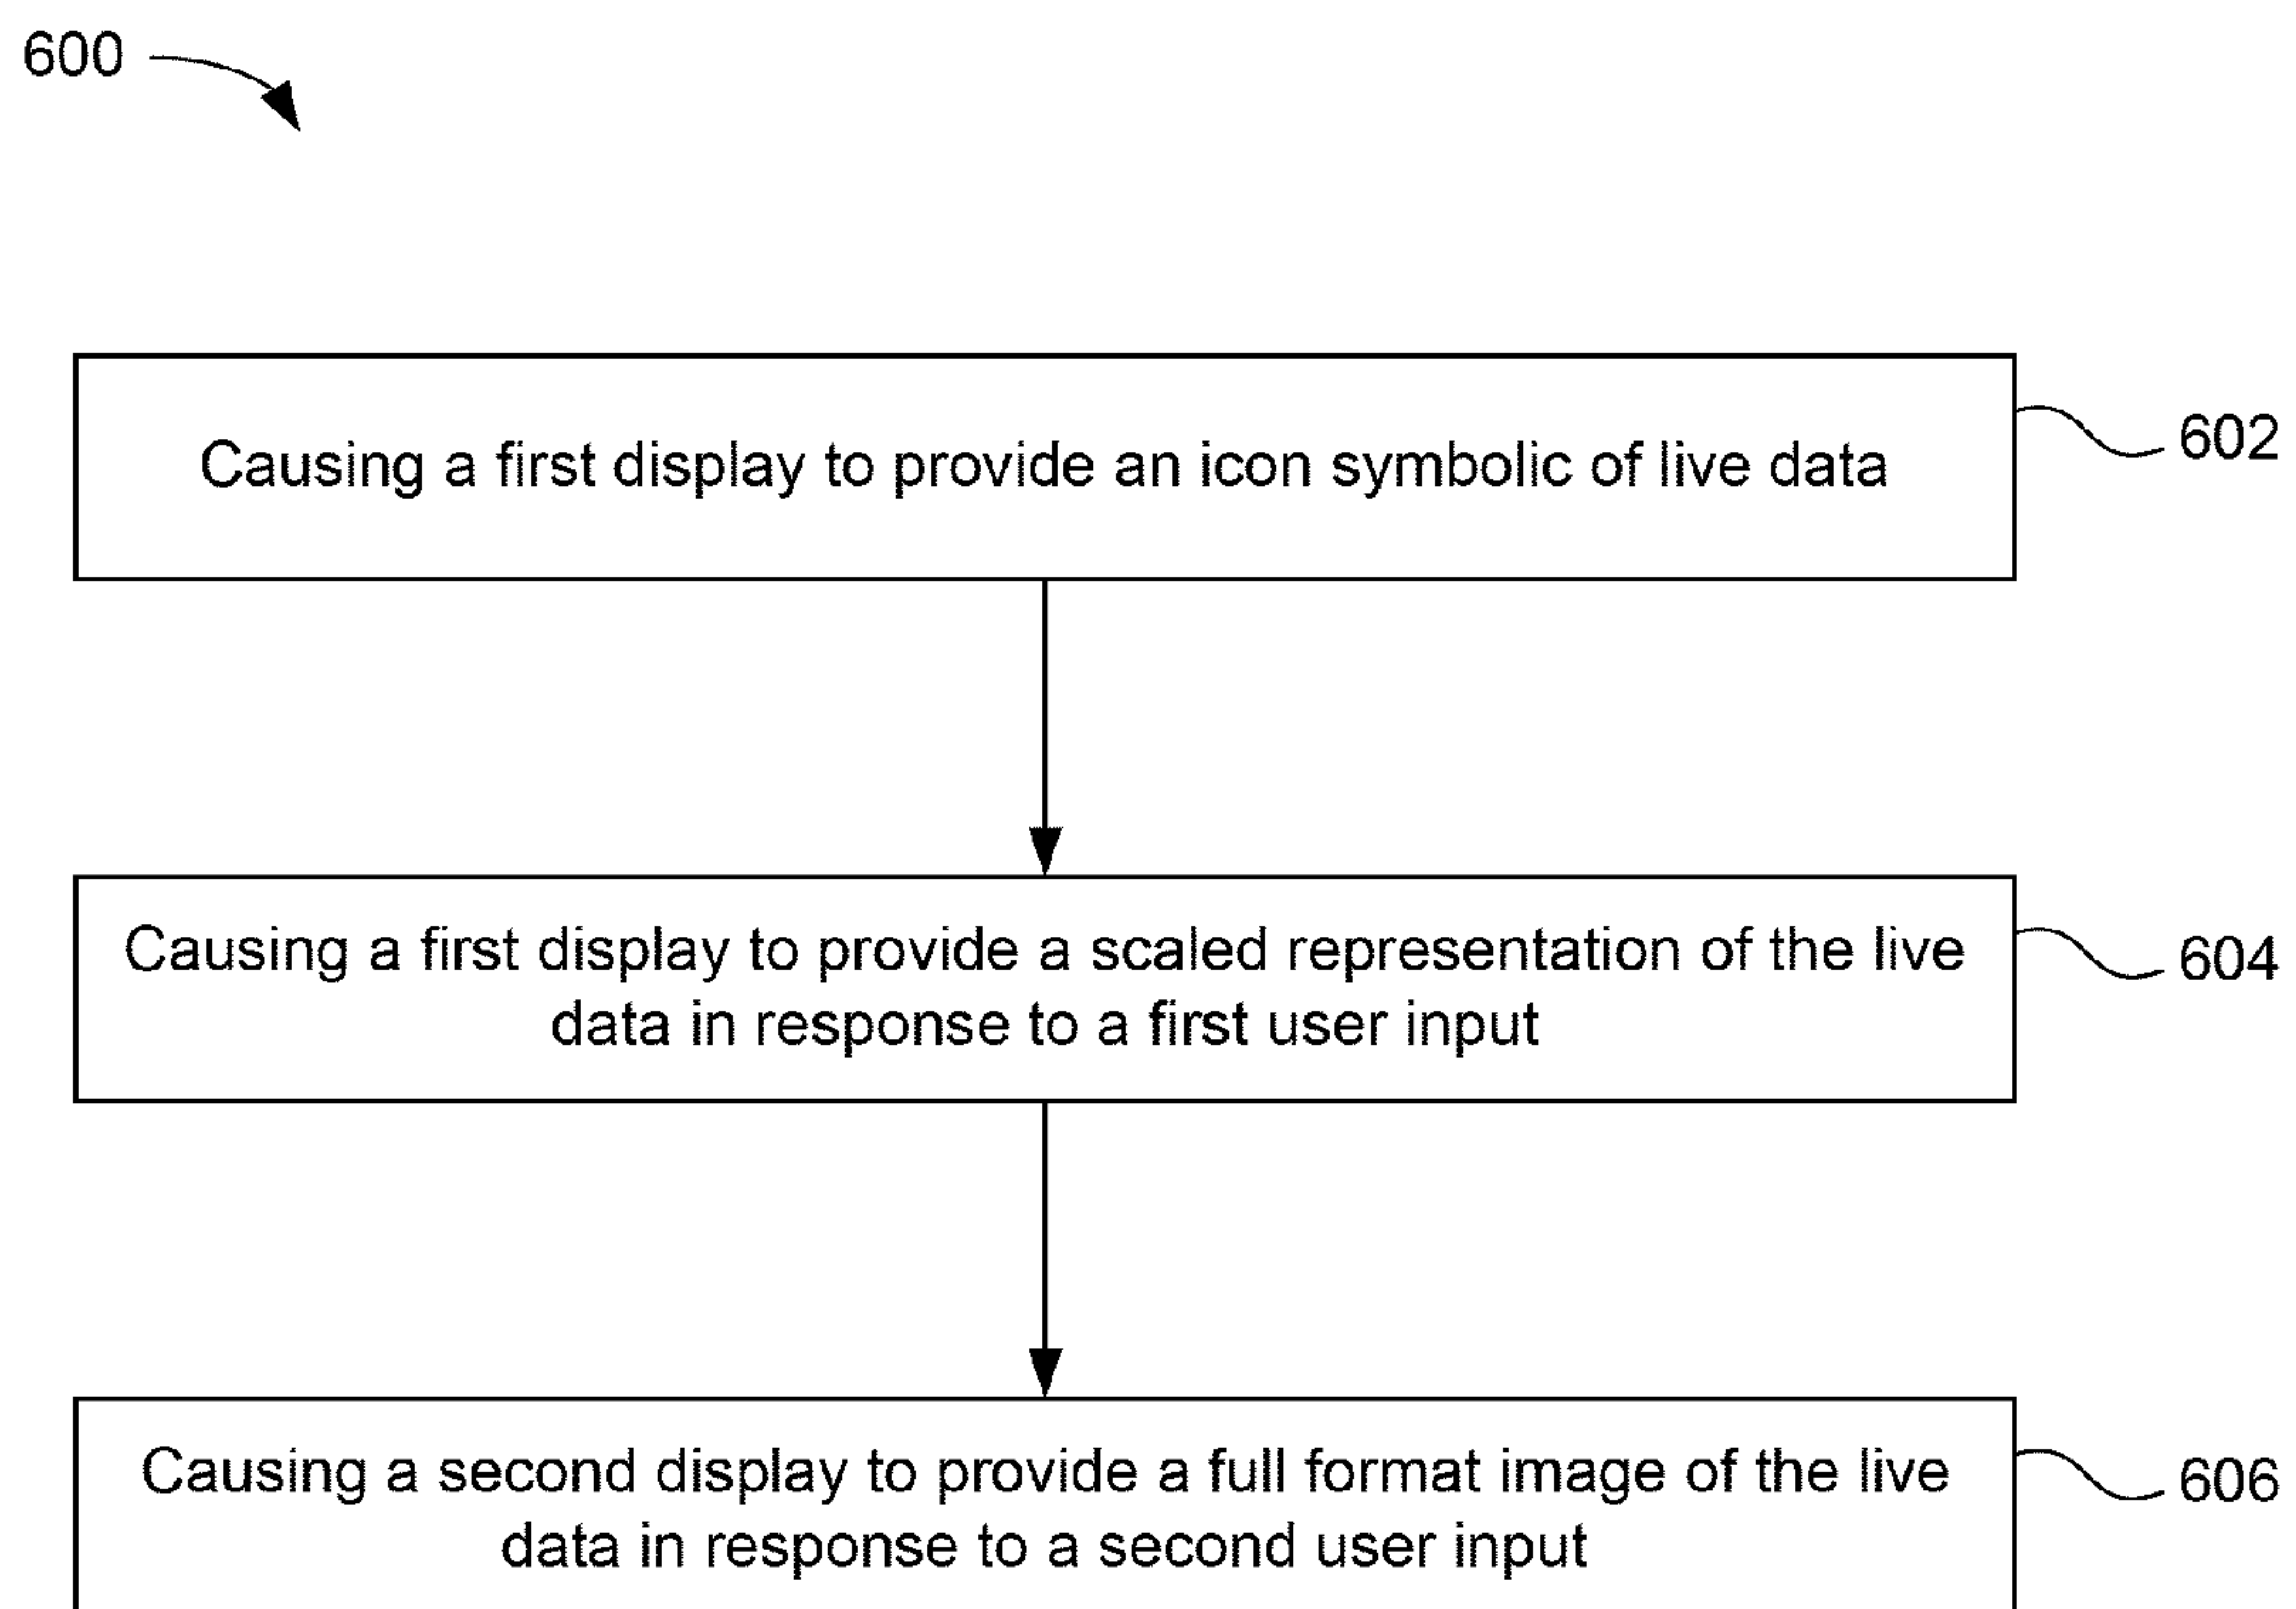 600
Causing a first display to provide an icon symbolic of live data
602
Causing a first display to provide a scaled representation of the live
data in response to a first user input
604
Causing a second display to provide a full format image of the live
data in response to a second user input
606